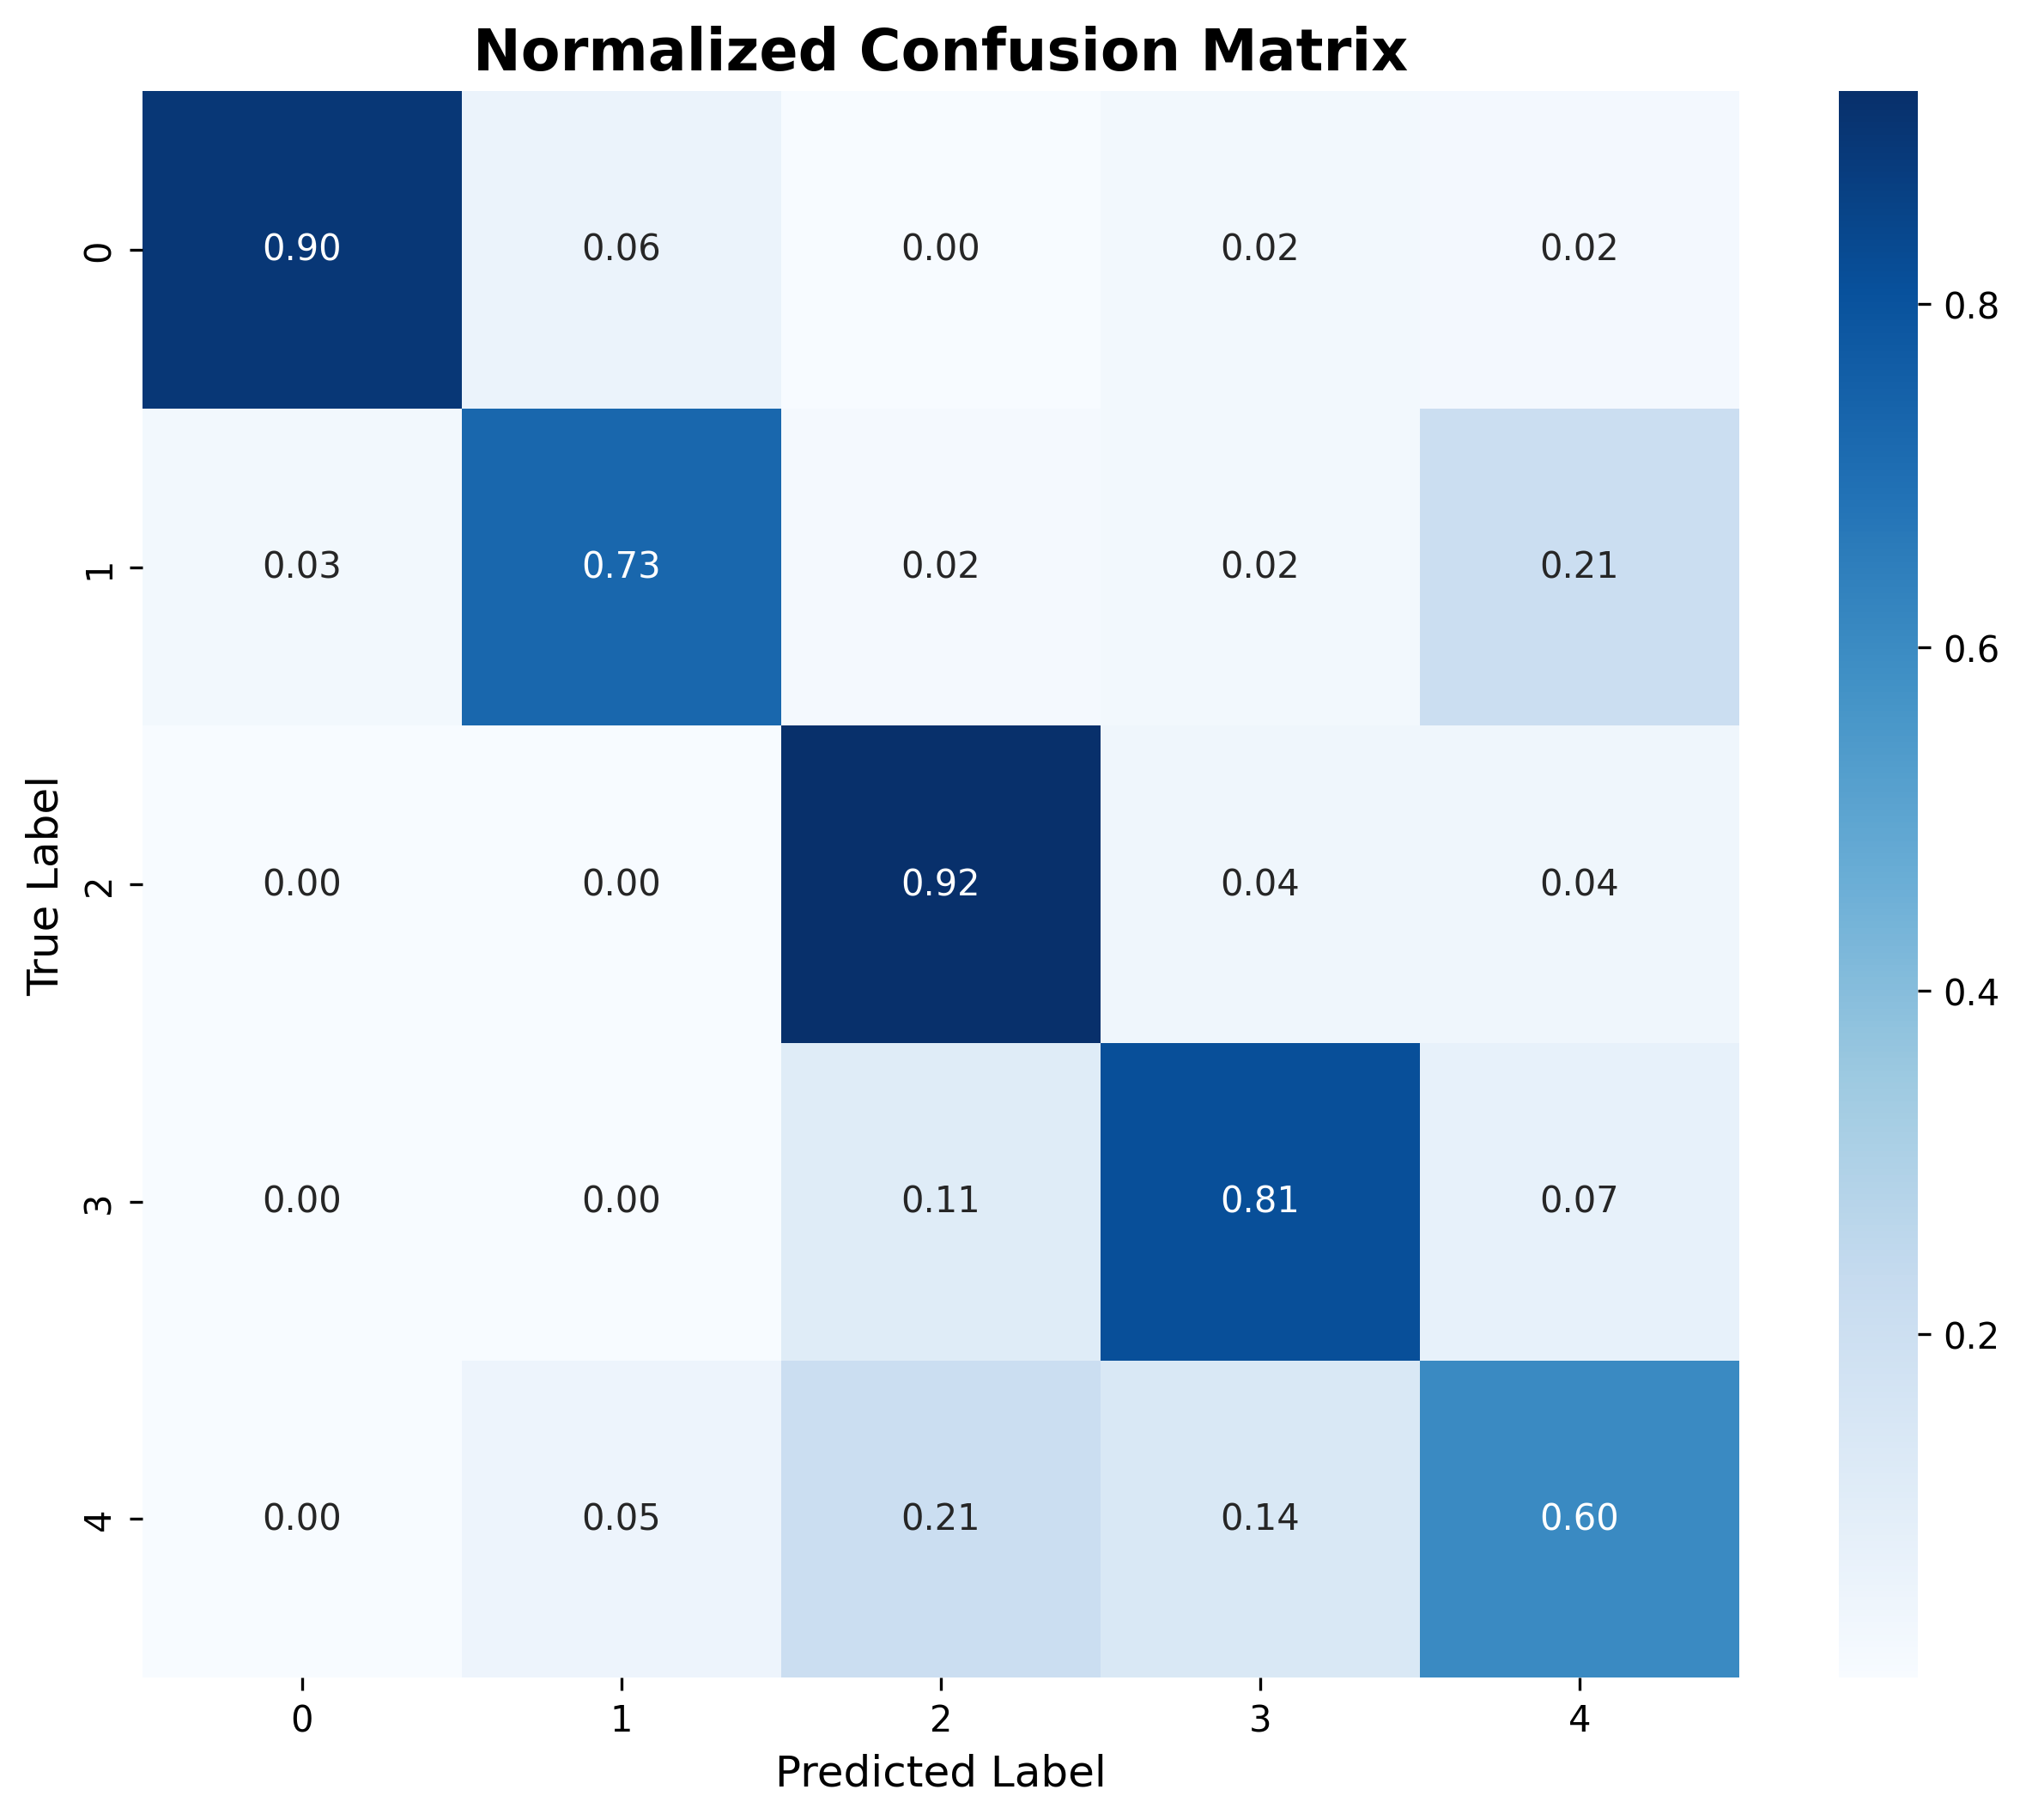 Normalized Confusion Matrix
0.90 0.06 0.00 0.02 0.02
0.03 0.73 0.02 0.02 0.21
0.00 0.00 0.92 0.04 0.04
0.00 0.00 0.11 0.81 0.07
0.00 0.05 0.21 0.14 0.60
True Label
0
1
2
3
4
0 1 2 3 4
Predicted Label
0.8
0.6
0.4
0.2